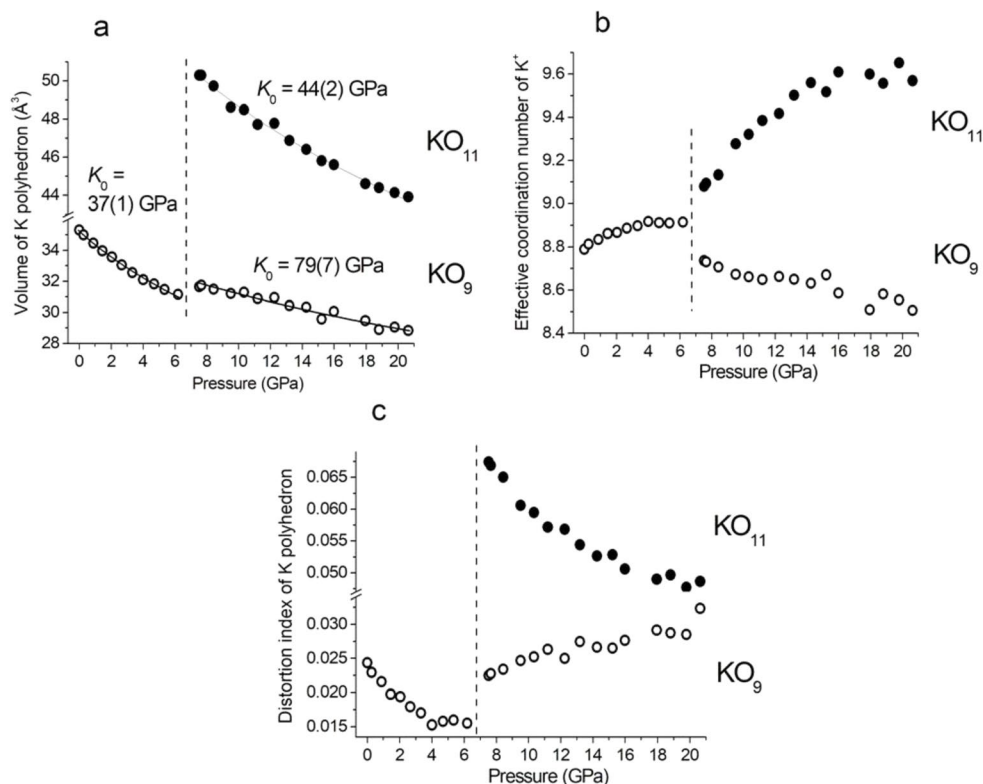 a
Volume of K polyhedron (Å³)
50
48
46
44
34
32
30
28
K₀ = 44(2) GPa
K₀ =
37(1) GPa
K₀ = 79(7) GPa
KO₁₁
KO₉
0 2 4 6 8 10 12 14 16 18 20
Pressure (GPa)
b
Effective coordination number of K⁺
9.6
9.4
9.2
9.0
8.8
8.6
8.4
KO₁₁
KO₉
0 2 4 6 8 10 12 14 16 18 20
Pressure (GPa)
c
Distortion index of K polyhedron
0.065
0.060
0.055
0.050
0.030
0.025
0.020
0.015
KO₁₁
KO₉
0 2 4 6 8 10 12 14 16 18 20
Pressure (GPa)